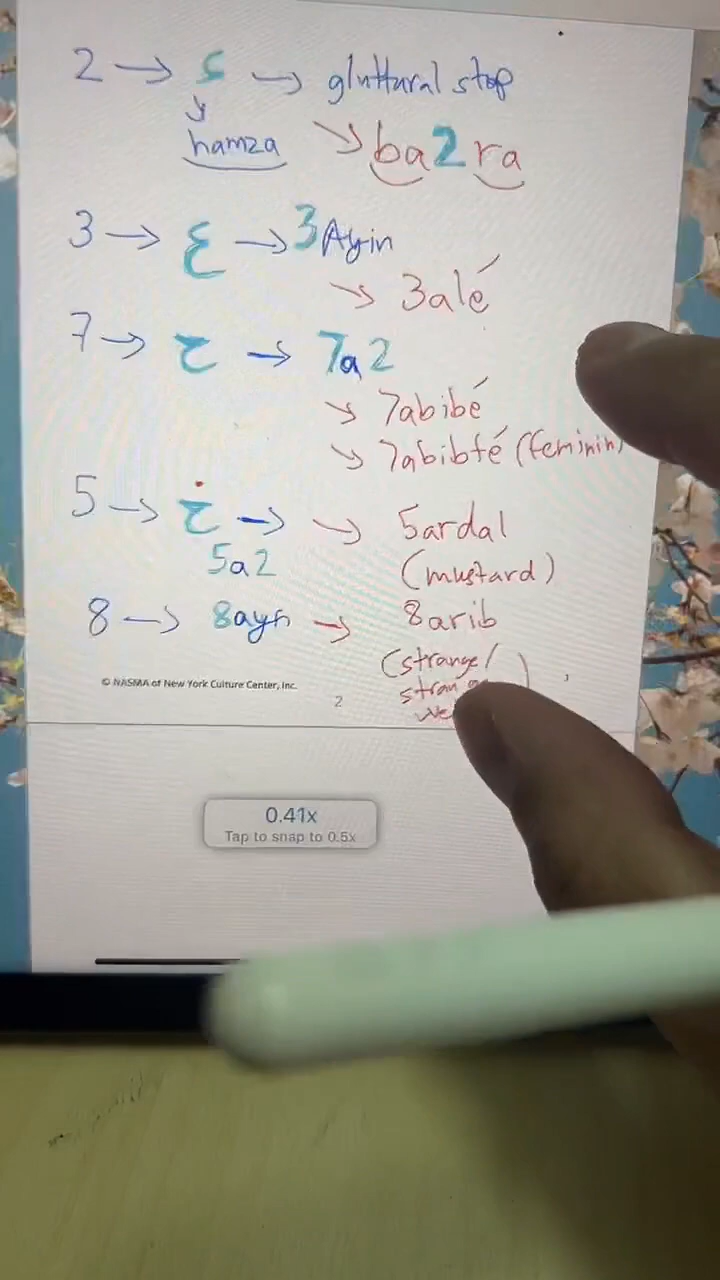 2 → ء → gluttural stop
↓
hamza → ba2ra
3 → ع → 3Ayin
→ 3alé
7 → ح → 7a2
→ 7abibé
→ 7abibté (feminin)
5 → خ → → 5ardal
5a2 (mustard)
8 → 8ayn → 8arib
(strange/
© NASMA of New York Culture Center, Inc.
2
0.41x
Tap to snap to 0.5x